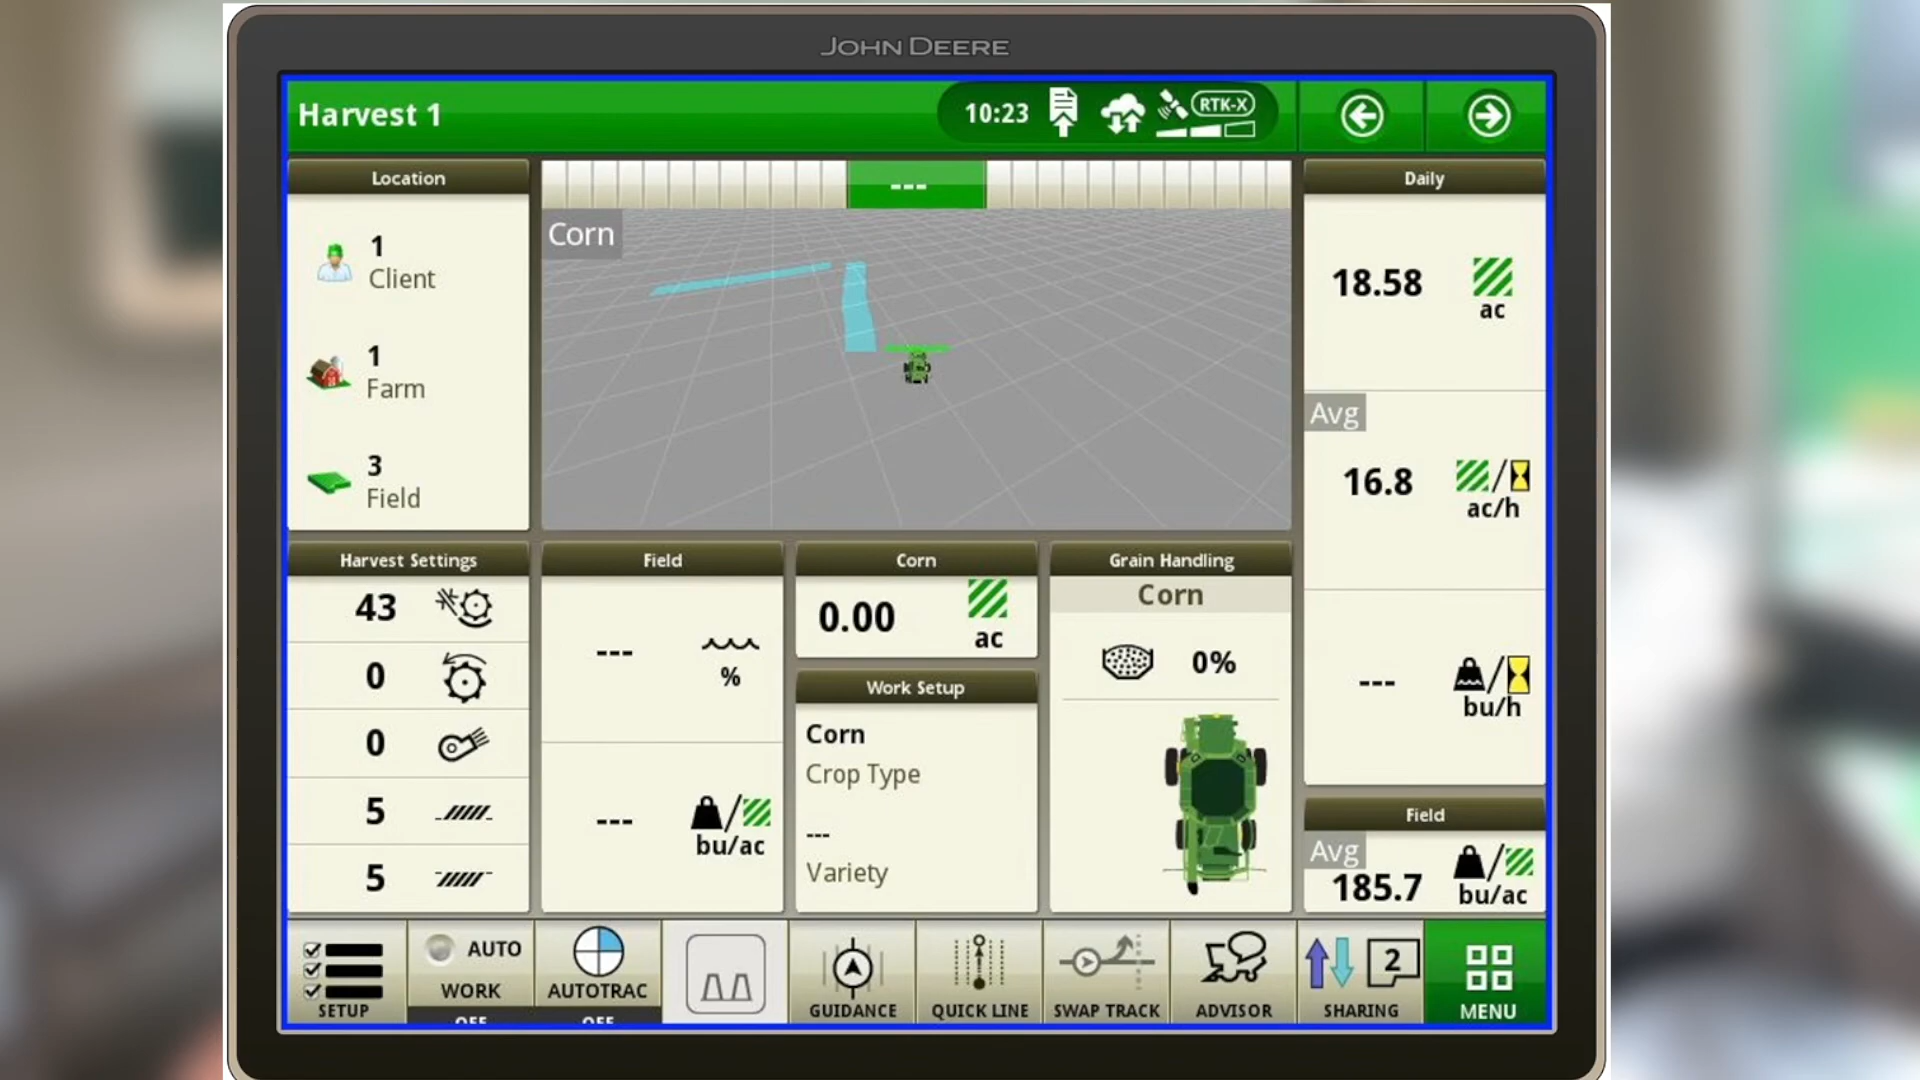 JOHN DEERE
Harvest 1
10:23
RTK-X
Location
1
Client
1
Farm
3
Field
---
Corn
Daily
18.58
ac
Avg
16.8
ac/h
---
bu/h
Harvest Settings
43
0
0
5
5
Field
---
%
---
bu/ac
Corn
0.00
ac
Work Setup
Corn
Crop Type
---
Variety
Grain Handling
Corn
0%
Field
Avg
185.7
bu/ac
SETUP
AUTO
WORK
OFF
AUTOTRAC
OFF
GUIDANCE
QUICK LINE
SWAP TRACK
ADVISOR
2
SHARING
MENU